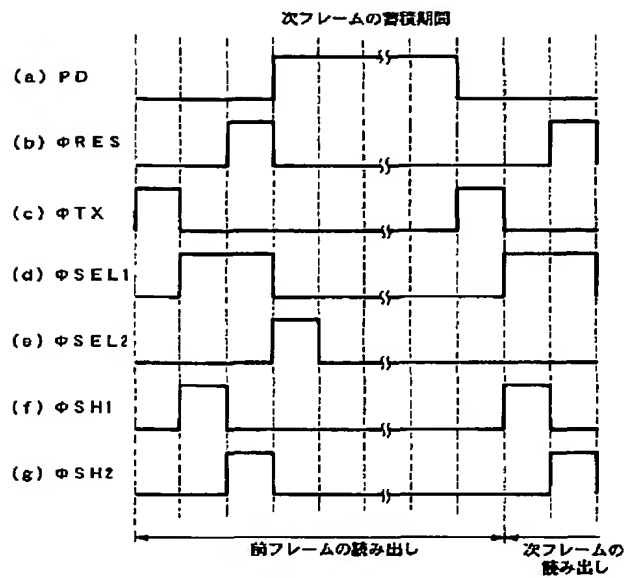 次フレームの蓄積期間
(a) PD
(b) ΦRES
(c) ΦTX
(d) ΦSEL1
(e) ΦSEL2
(f) ΦSH1
(g) ΦSH2
前フレームの読み出し
次フレームの
読み出し